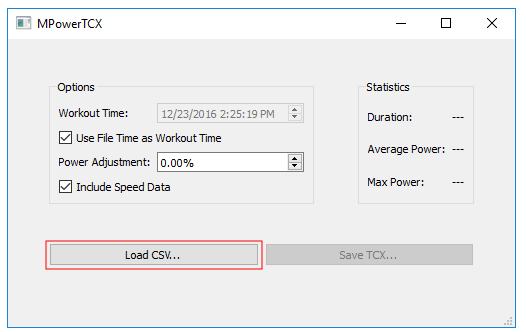 MPowerTCX
Options
Workout Time: 12/23/2016 2:25:19 PM
Use File Time as Workout Time
Power Adjustment: 0.00%
Include Speed Data
Statistics
Duration: ---
Average Power: ---
Max Power: ---
Load CSV...
Save TCX...